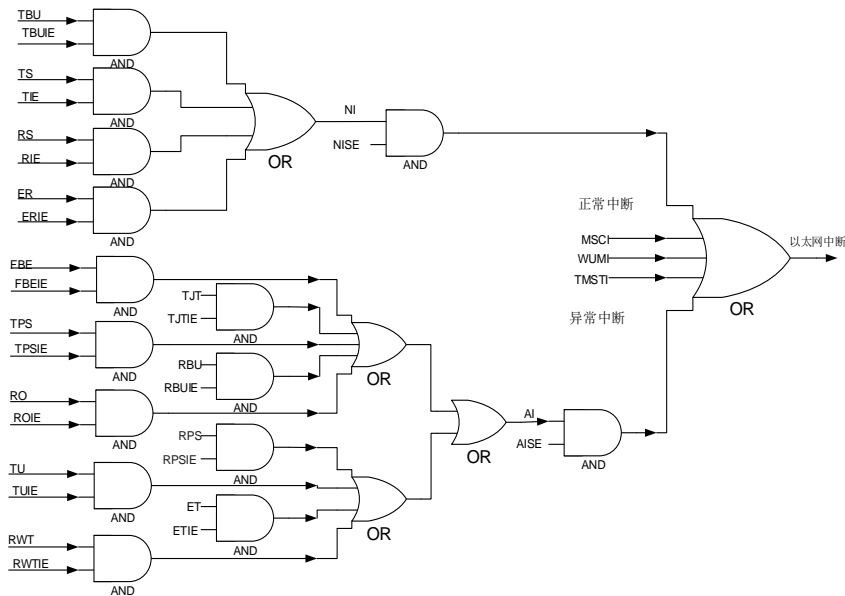 TBU
TBUIE
AND
TS
TIE
AND
RS
RIE
AND
ER
ERIE
AND
OR
NI
NISE
AND
正常中断
MSCI
WUMI
TMSTI
异常中断
OR
以太网中断
FBE
FBEIE
AND
TJT
TJTIE
AND
TPS
TPSIE
AND
RBU
RBUIE
AND
RO
ROIE
AND
OR
RPS
RPSIE
AND
TU
TUIE
AND
ET
ETIE
AND
RWT
RWTIE
AND
OR
OR
AI
AISE
AND